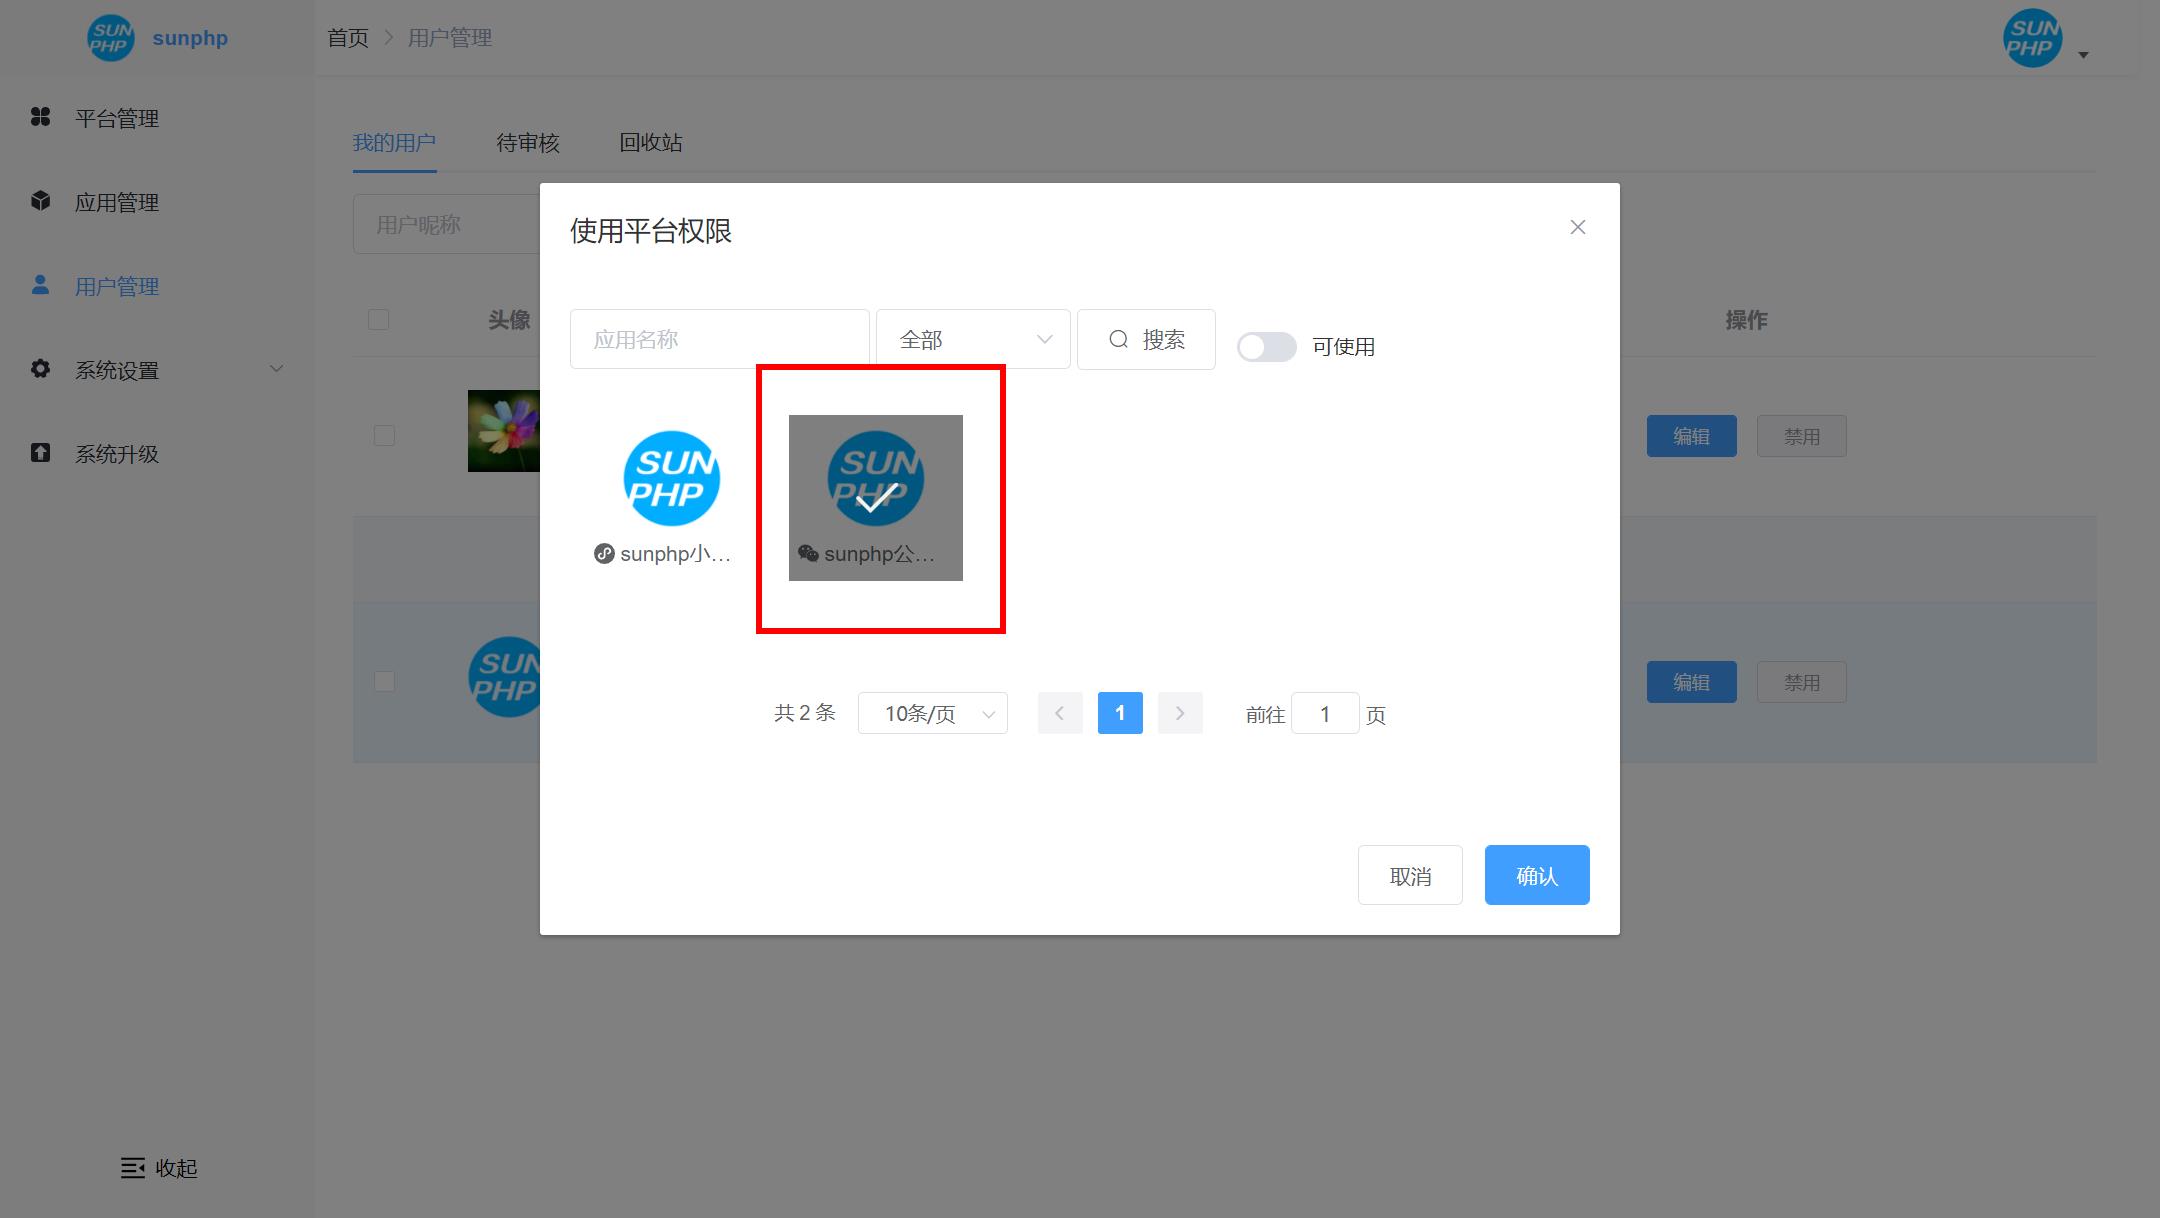 SUN PHP
sunphp
首页 > 用户管理
SUN PHP
平台管理
应用管理
用户管理
系统设置
系统升级
收起
我的用户 待审核 回收站
用户昵称
头像 操作
编辑 禁用
SUN PHP
编辑 禁用
使用平台权限
应用名称 全部 搜索 可使用
SUN PHP
sunphp小...
SUN PHP
sunphp公...
共 2 条 10条/页 1 前往 1 页
取消 确认